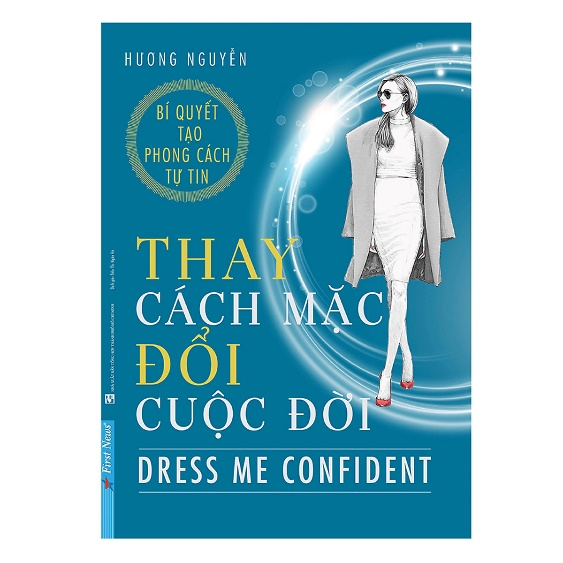 HƯƠNG NGUYỄN
BÍ QUYẾT
TẠO
PHONG CÁCH
TỰ TIN
THAY
CÁCH MẶC
ĐỔI
CUỘC ĐỜI
DRESS ME CONFIDENT
First News